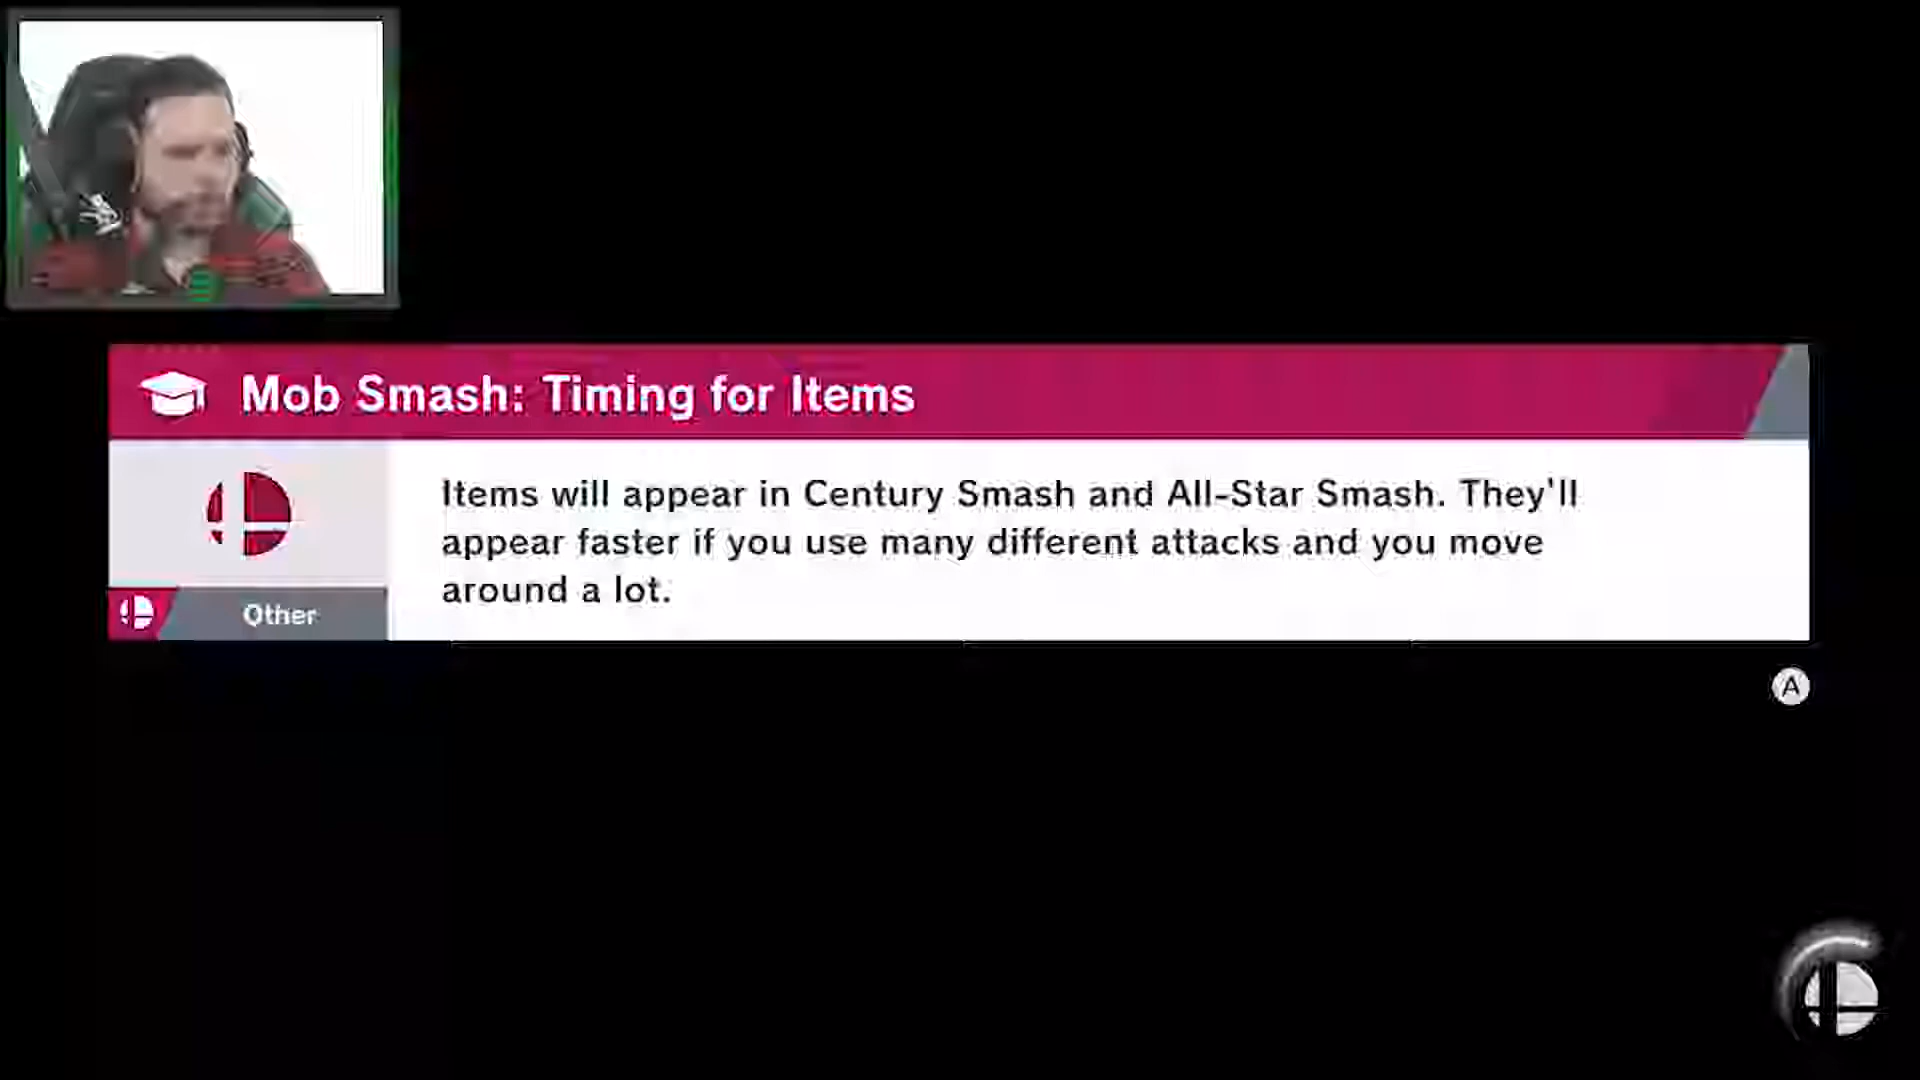 Mob Smash: Timing for Items
Items will appear in Century Smash and All-Star Smash. They'll
appear faster if you use many different attacks and you move
around a lot.
Other
A